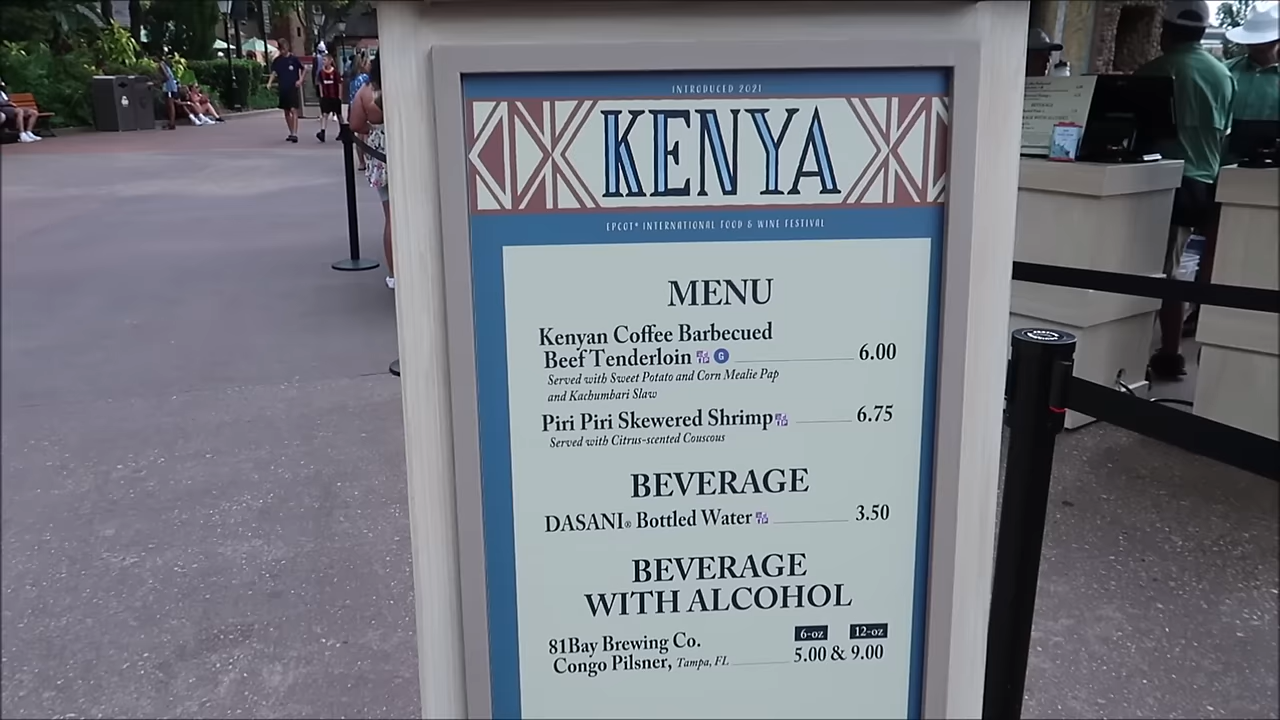 INTRODUCED 2021
KENYA
EPCOT® INTERNATIONAL FOOD & WINE FESTIVAL
MENU
Kenyan Coffee Barbecued
Beef Tenderloin G 6.00
Served with Sweet Potato and Corn Mealie Pap
and Kachumbari Slaw
Piri Piri Skewered Shrimp 6.75
Served with Citrus-scented Couscous
BEVERAGE
DASANI® Bottled Water 3.50
BEVERAGE
WITH ALCOHOL
6-oz 12-oz
81Bay Brewing Co.
Congo Pilsner, Tampa, FL 5.00 & 9.00